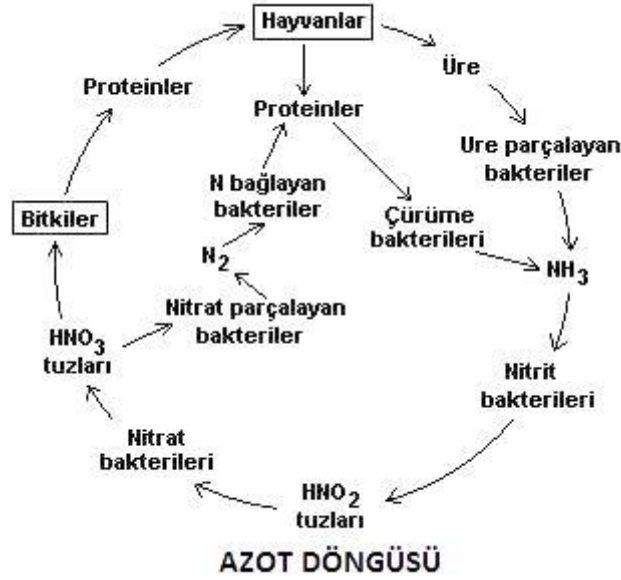 Hayvanlar
Proteinler
Üre
Proteinler
Ure parçalayan
bakteriler
N bağlayan
bakteriler
Bitkiler
Çürüme
bakterileri
N2
NH3
Nitrat parçalayan
bakteriler
HNO3
tuzları
Nitrit
bakterileri
Nitrat
bakterileri
HNO2
tuzları
AZOT DÖNGÜSÜ